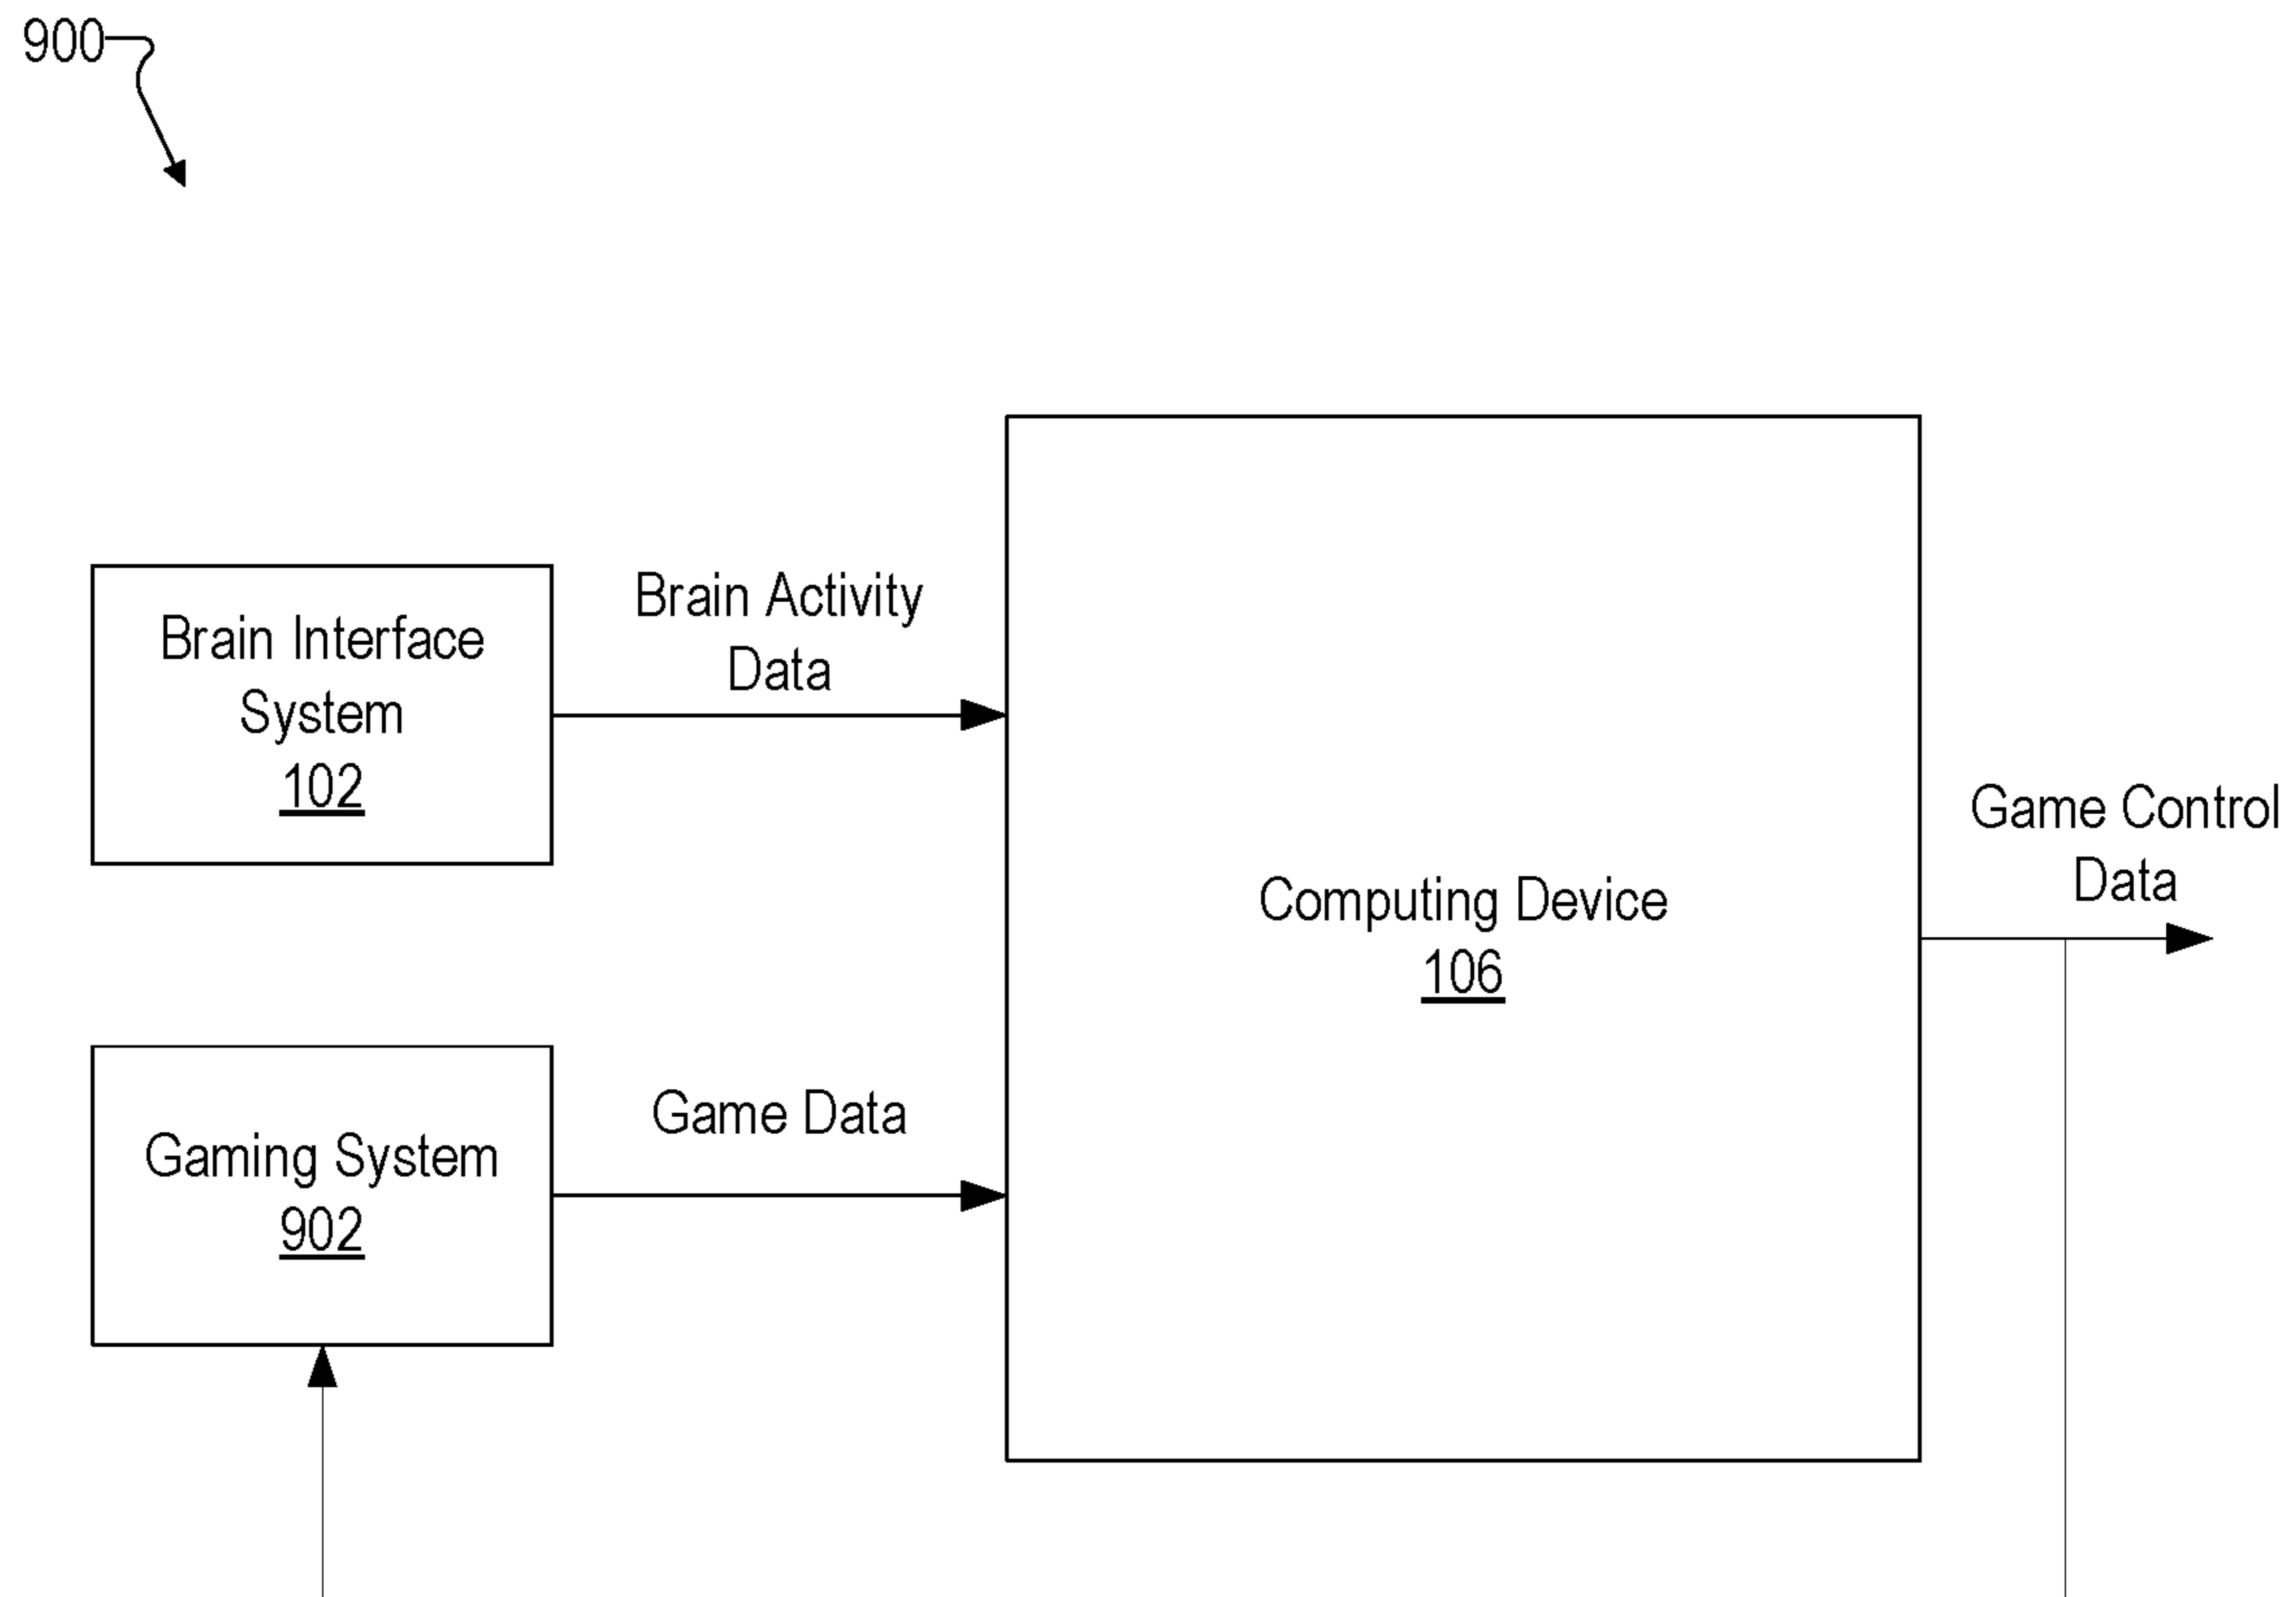 900
Brain Interface
System
102
Brain Activity
Data
Computing Device
106
Game Control
Data
Gaming System
902
Game Data